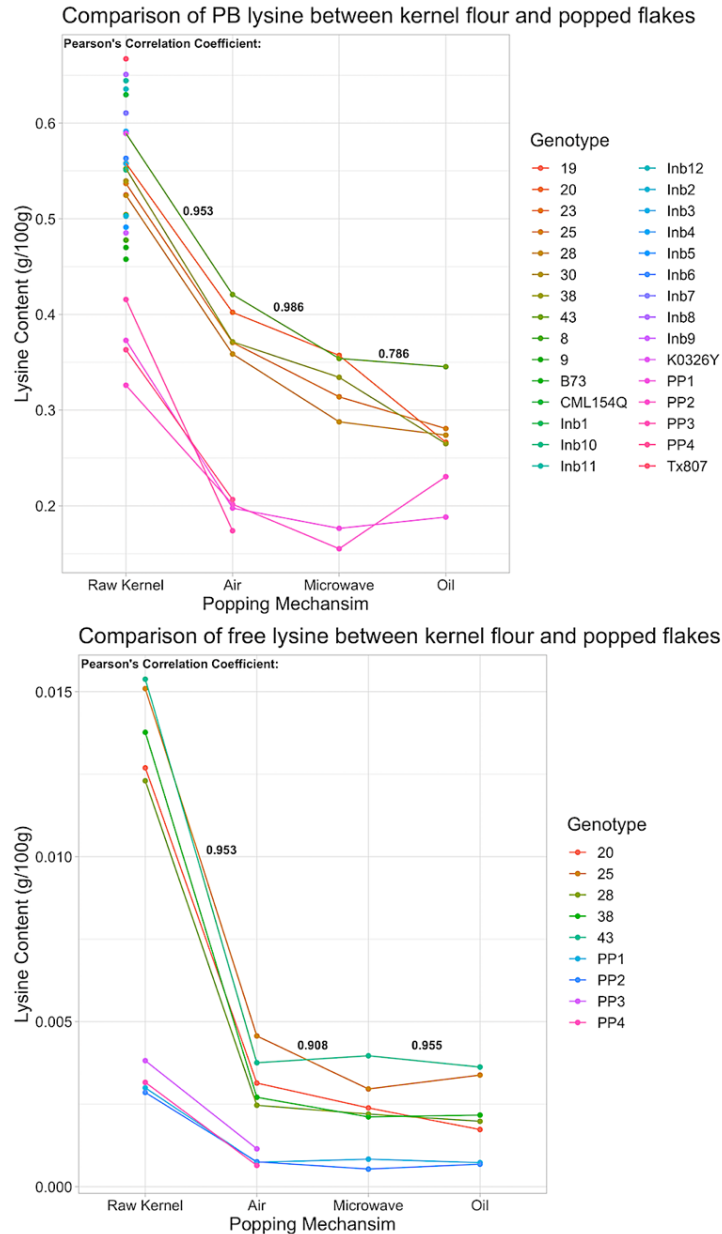 Comparison of PB lysine between kernel flour and popped flakes
Pearson's Correlation Coefficient:
0.953
0.986
0.786
0.6
0.5
0.4
0.3
0.2
Lysine Content (g/100g)
Raw Kernel Air Microwave Oil
Popping Mechansim
Genotype
19
20
23
25
28
30
38
43
8
9
B73
CML154Q
Inb1
Inb10
Inb11
Inb12
Inb2
Inb3
Inb4
Inb5
Inb6
Inb7
Inb8
Inb9
K0326Y
PP1
PP2
PP3
PP4
Tx807
Comparison of free lysine between kernel flour and popped flakes
Pearson's Correlation Coefficient:
0.953
0.908
0.955
0.015
0.010
0.005
0.000
Lysine Content (g/100g)
Raw Kernel Air Microwave Oil
Popping Mechansim
Genotype
20
25
28
38
43
PP1
PP2
PP3
PP4